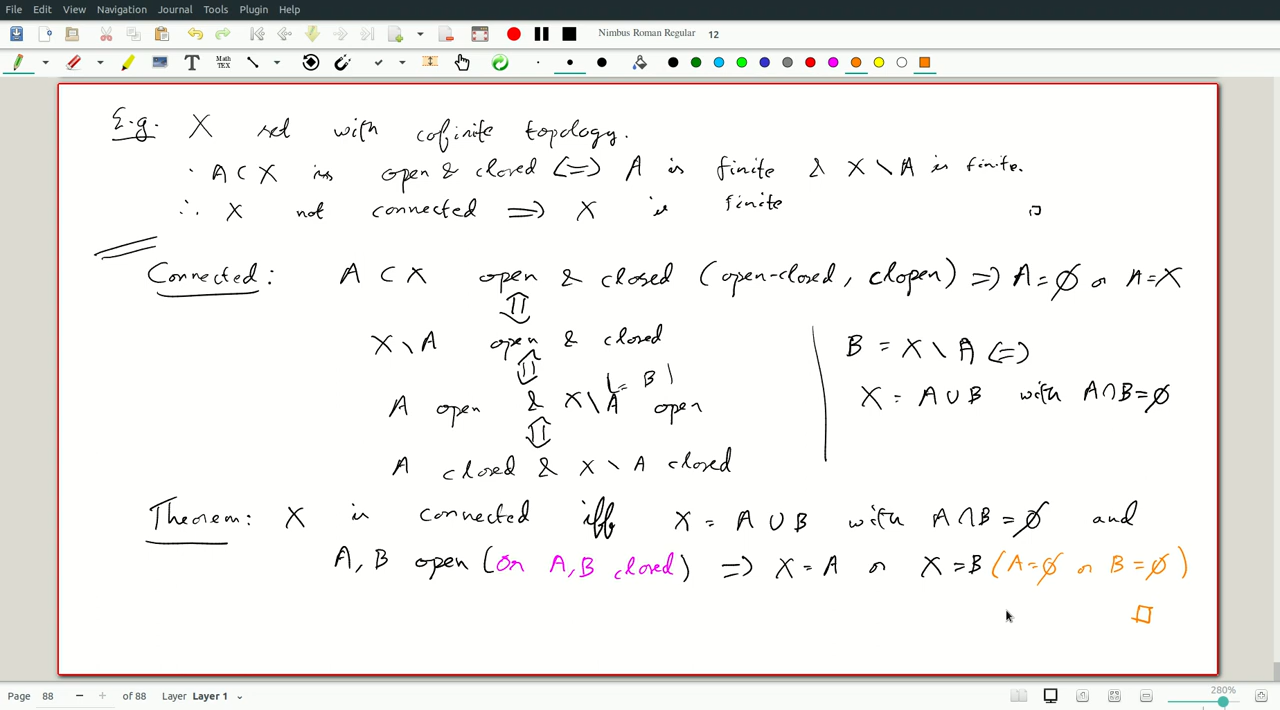 File Edit View Navigation Journal Tools Plugin Help
Nimbus Roman Regular 12
E.g. X set with cofinite topology.
· A ⊂ X is open & closed (=) A is finite & X \ A is finite.
∴ X not connected => X is finite □
Connected: A ⊂ X open & closed (open-closed, clopen) => A = ∅ or A = X
⇕
X \ A open & closed
⇕
(= B)
A open & X \ A open
⇕
A closed & X \ A closed
B = X \ A (=)
X = A ∪ B with A ∩ B = ∅
Theorem: X is connected iff X = A ∪ B with A ∩ B = ∅ and
A, B open (or A, B closed) => X = A or X = B (A = ∅ or B = ∅)
□
Page 88 − + of 88 Layer Layer 1 280%